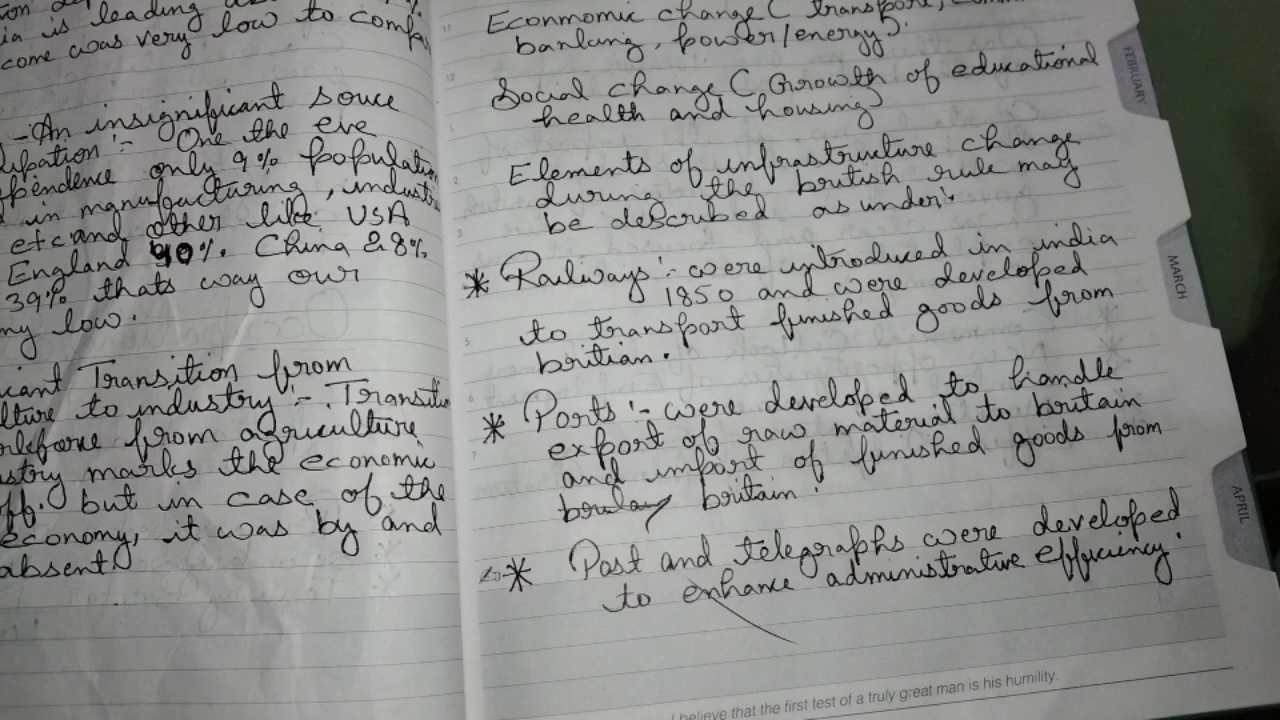 ia is leading
come was very low to compa
- An insignificant souce
upation :- One the eve
pendence only 9% popolation
in manufacturing, industr
etc and other like USA
England 90%. China 28%.
39% thats way our
my low.
cant Transition from
lture to industry :- Transitio
from agriculture
stry marks the economic
but in case of the
economy, it was by and
absent.
Econmomic change ( transport,
banking, power/energy).
Social change ( Growth of educational
health and housing)
Elements of infrastructure change
during the british rule may
be described as under :
* Railways :- were introduced in india
1850 and were developed
to transport finished goods from
britian.
* Ports :- were developed to handle
export of raw material to britain
and import of finished goods from
britain.
* Post and telegraphs were developed
to enhance administrative efficiency.
FEBRUARY
MARCH
APRIL
I believe that the first test of a truly great man is his humility.